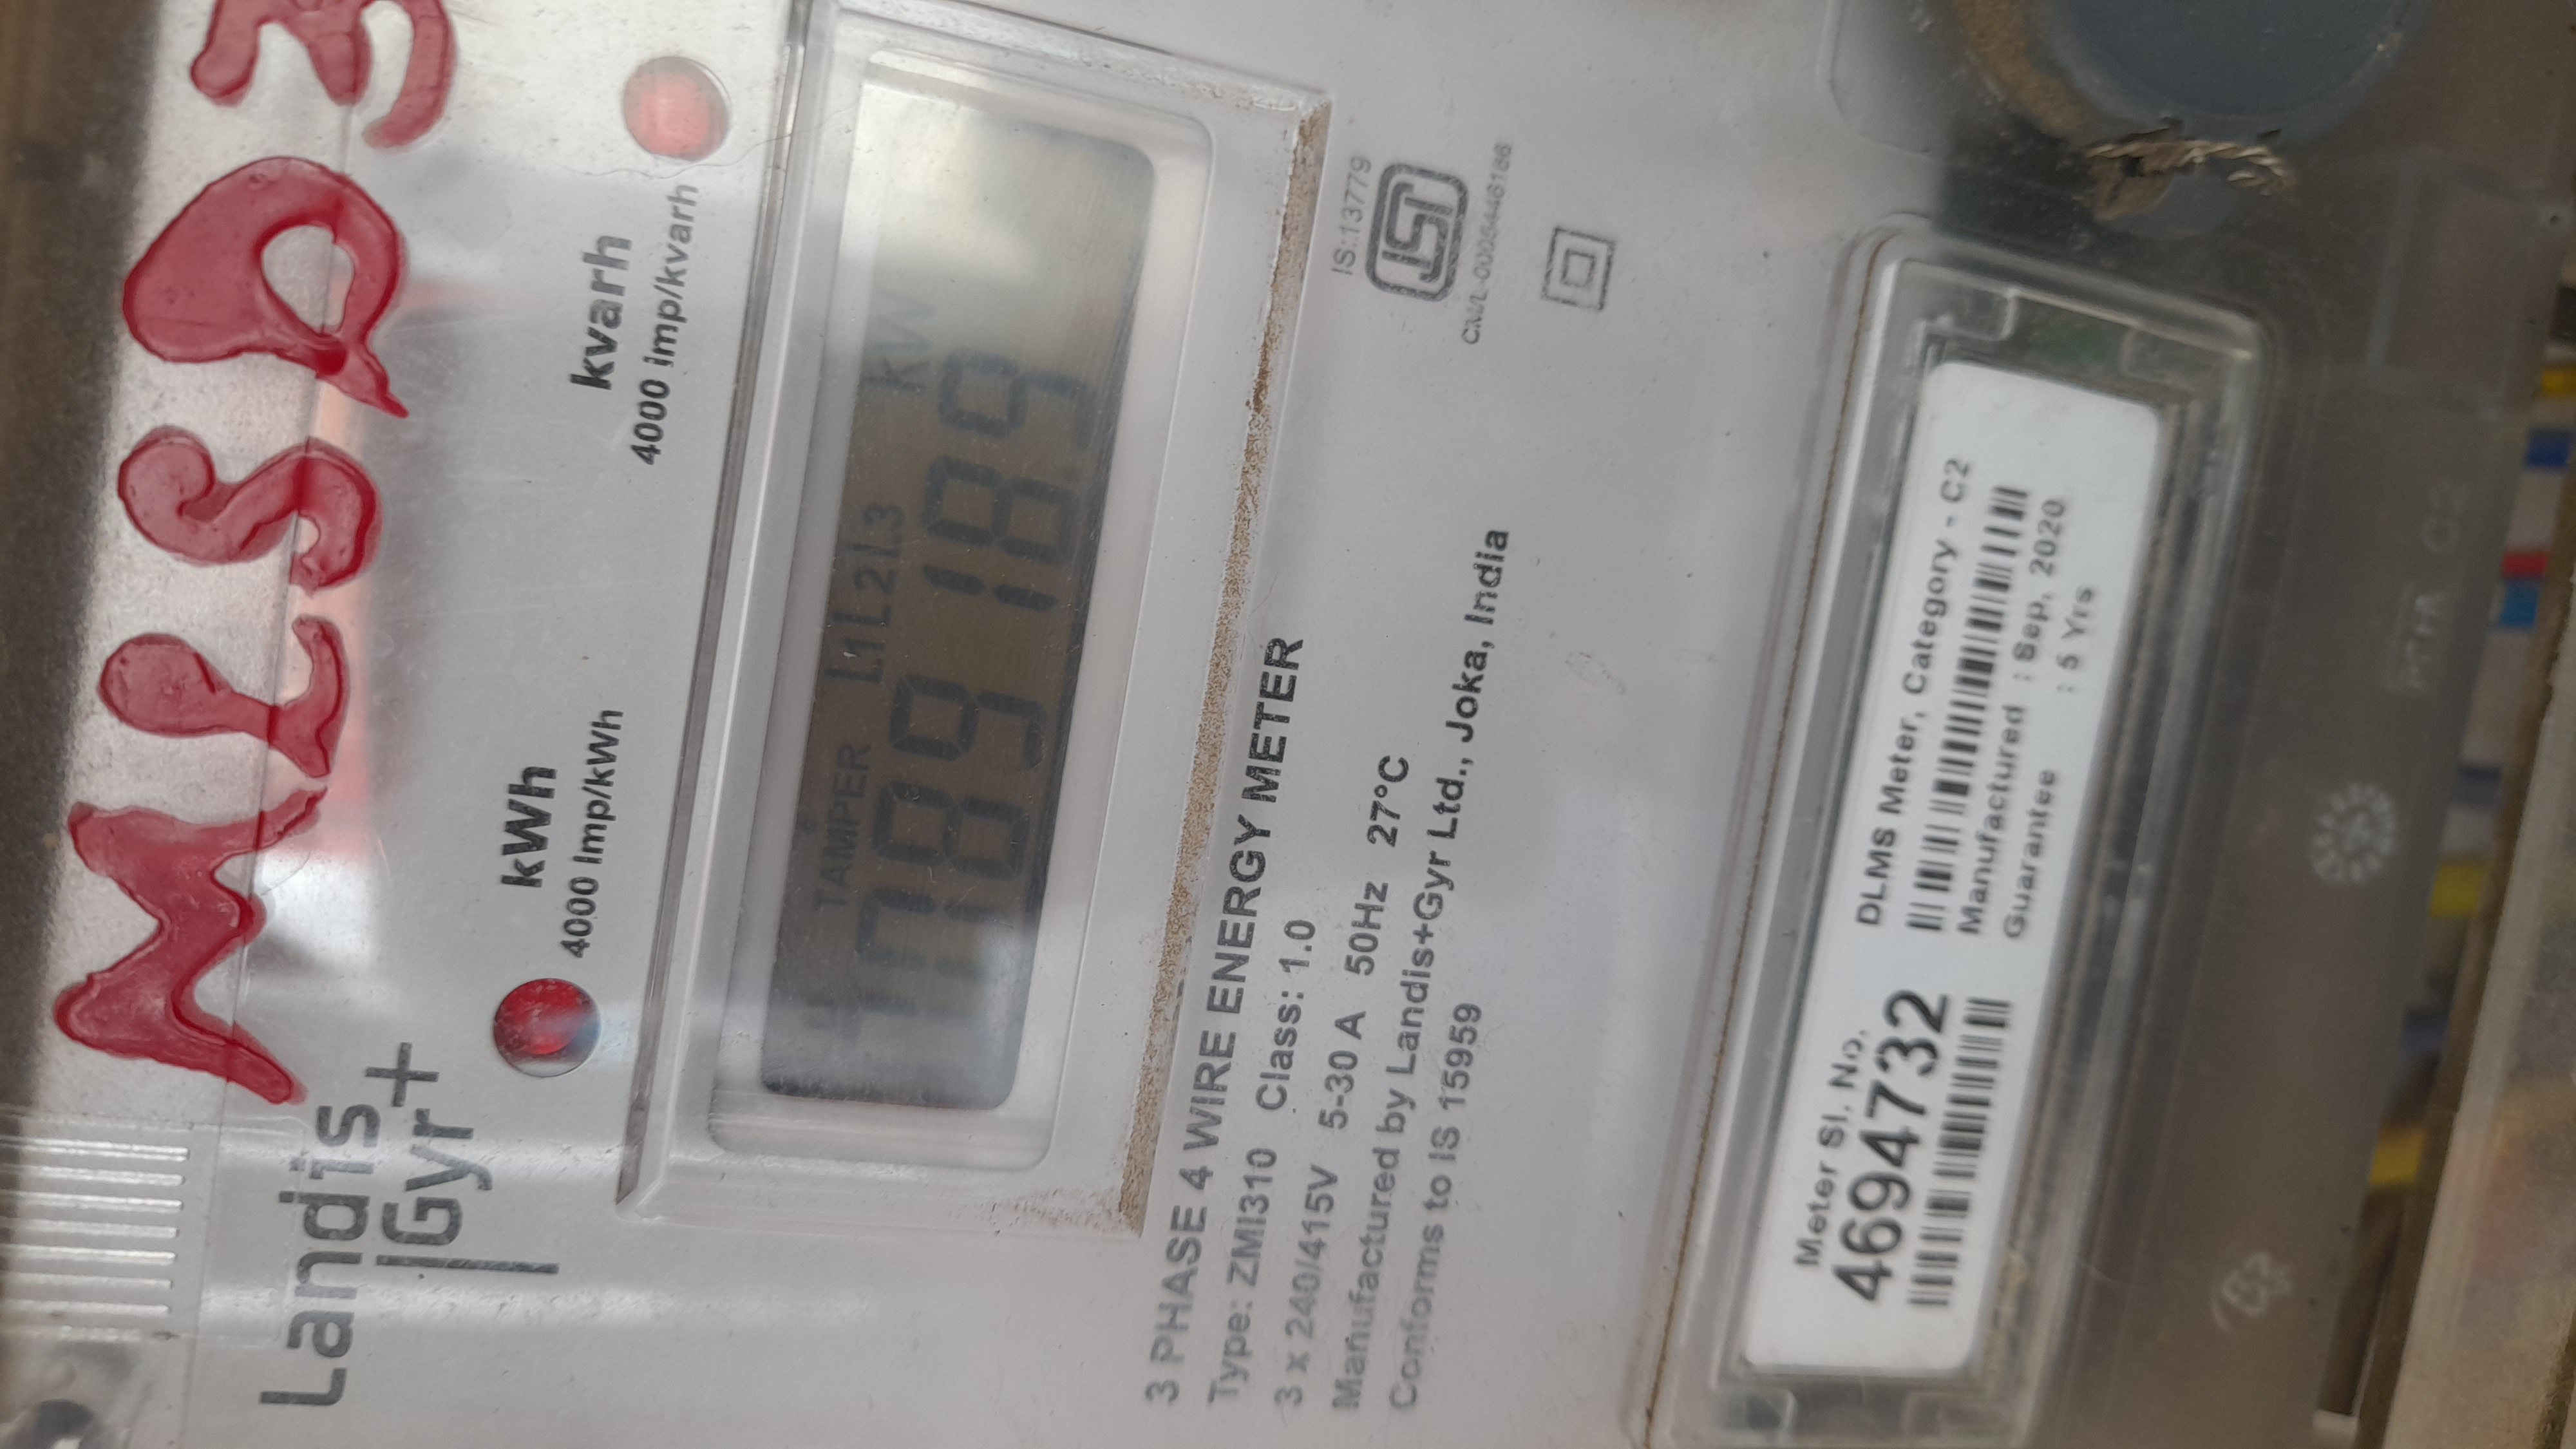 MLSD3
Landis
|Gyr+
kWh
4000 imp/kWh
kvarh
4000 imp/kvarh
TAMPER L1L2L3
kW
3 PHASE 4 WIRE ENERGY METER
Type: ZMI310 Class: 1.0
3 x 240/415V 5-30 A 50Hz 27°C
Manufactured by Landis+Gyr Ltd., Joka, India
Conforms to IS 15959
IS:13779
ISI
Meter Sl. No.
46947732
DLMS Meter, Category - C2
Manufactured : Sep, 2020
Guarantee : 5 Yrs